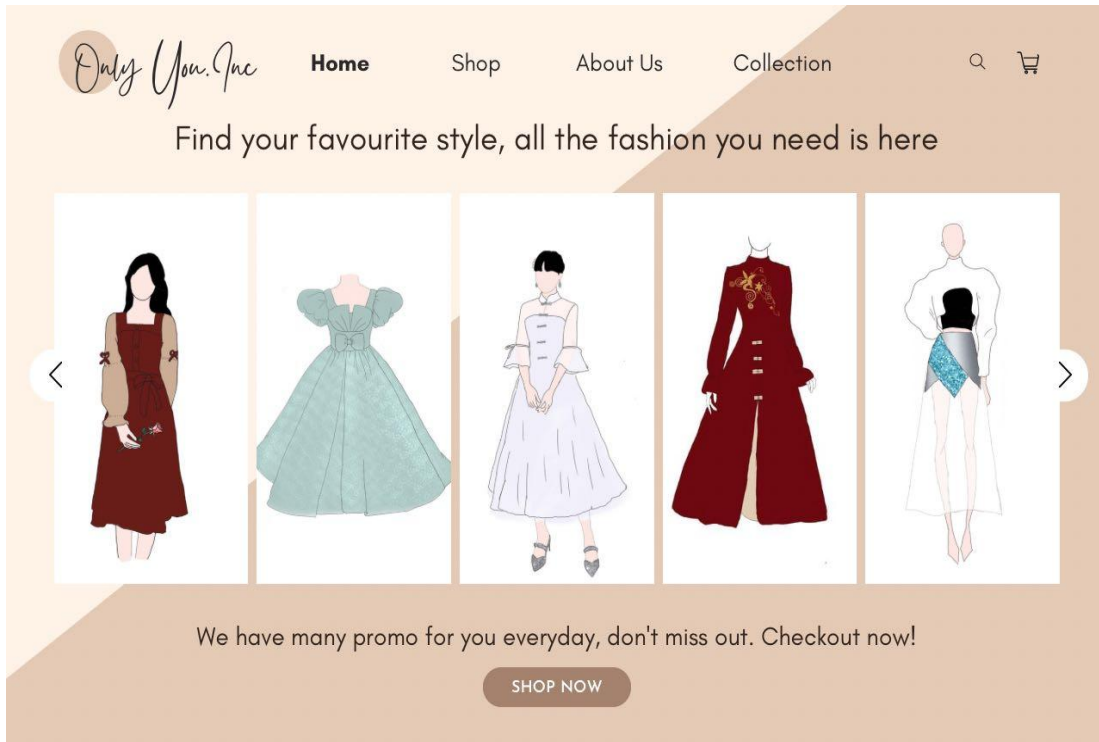 Only You.Inc
Home Shop About Us Collection
Find your favourite style, all the fashion you need is here
We have many promo for you everyday, don't miss out. Checkout now!
SHOP NOW